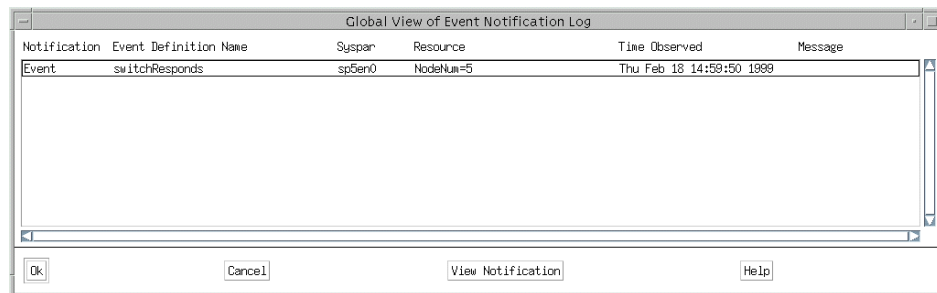 Global View of Event Notification Log
Notification Event Definition Name Syspar Resource Time Observed Message
Event switchResponds sp5en0 NodeNum=5 Thu Feb 18 14:59:50 1999
Ok Cancel View Notification Help